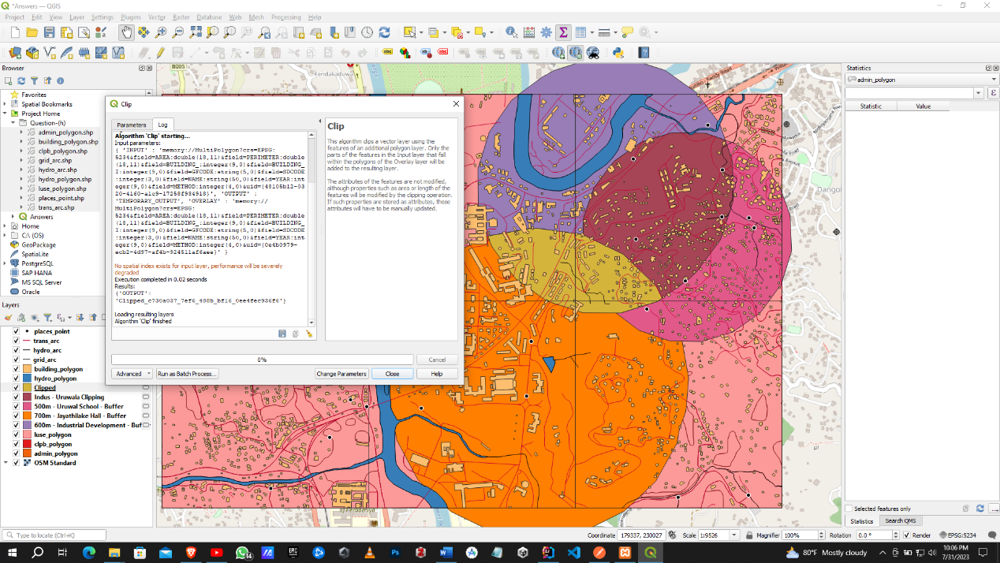 *Answers — QGIS
Project Edit View Layer Settings Plugins Vector Raster Database Web Mesh Processing Help
Browser
Favorites
Spatial Bookmarks
Project Home
Question-(h)
admin_polygon.shp
building_polygon.shp
clpb_polygon.shp
grid_arc.shp
hydro_arc.shp
hydro_polygon.shp
luse_polygon.shp
places_point.shp
trans_arc.shp
Answers
Home
C:\ (OS)
GeoPackage
SpatiaLite
PostgreSQL
SAP HANA
MS SQL Server
Oracle
Layers
places_point
trans_arc
hydro_arc
grid_arc
building_polygon
hydro_polygon
Clipped
Indus - Uruwala Clipping
500m - Uruwal School - Buffer
700m - Jayathilake Hall - Buffer
600m - Industrial Development - Buf
luse_polygon
clpb_polygon
admin_polygon
OSM Standard
Clip
Parameters Log
Algorithm 'Clip' starting...
Input parameters:
{ 'INPUT' : 'memory://MultiPolygon?crs=EPSG:
5234&field=AREA:double(18,11)&field=PERIMETER:double
(18,11)&field=BUILDING_:integer(9,0)&field=BUILDING_
I:integer(9,0)&field=GFCODE:string(5,0)&field=SDCODE
:integer(3,0)&field=NAME:string(50,0)&field=YEAR:int
eger(9,0)&field=METHOD:integer(4,0)&uid={48105b12-03
20-4160-a1c9-17258f934918}', 'OUTPUT' :
'TEMPORARY_OUTPUT', 'OVERLAY' : 'memory://
MultiPolygon?crs=EPSG:
5234&field=AREA:double(18,11)&field=PERIMETER:double
(18,11)&field=BUILDING_:integer(9,0)&field=BUILDING_
I:integer(9,0)&field=GFCODE:string(5,0)&field=SDCODE
:integer(3,0)&field=NAME:string(50,0)&field=YEAR:int
eger(9,0)&field=METHOD:integer(4,0)&uid={0e4b0979-
ecb2-4d97-af4b-924511af6aee}' }
No spatial index exists for input layer, performance will be severely
degraded
Execution completed in 0.02 seconds
Results:
{'OUTPUT':
'Clipped_c730a037_7ef6_488b_bf16_0ee4fec936f6'}
Loading resulting layers
Algorithm 'Clip' finished
Clip
This algorithm clips a vector layer using the
features of an additional polygon layer. Only the
parts of the features in the Input layer that fall
within the polygons of the Overlay layer will be
added to the resulting layer.
The attributes of the features are not modified,
although properties such as area or length of the
features will be modified by the clipping operation.
If such properties are stored as attributes, those
attributes will have to be manually updated.
0%
Cancel
Advanced Run as Batch Process... Change Parameters Close Help
B005
Kendakaduwa
Dangol
Peradeniya
Statistics
admin_polygon
Statistic Value
Selected features only
Statistics Search QMS
Type to locate (Ctrl+K)
Coordinate 179337, 230027 Scale 1:9526 Magnifier 100% Rotation 0.0 ° Render EPSG:5234
80°F Mostly cloudy
10:06 PM
7/31/2023